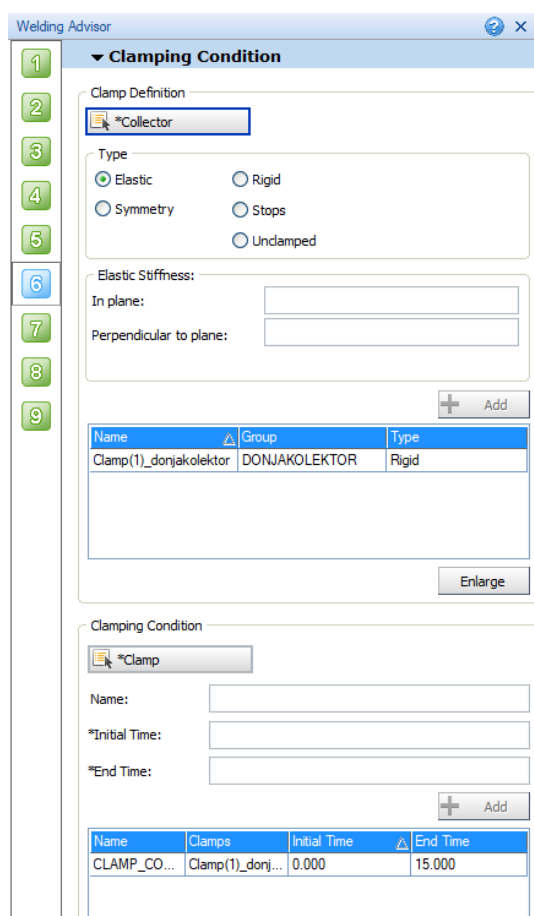 Welding Advisor
1
Clamping Condition
2
Clamp Definition
*Collector
3
Type
Elastic Rigid
4
Symmetry Stops
5
Unclamped
6
Elastic Stiffness:
In plane:
7
Perpendicular to plane:
8
9
Add
Name Group Type
Clamp(1)_donjakolektor DONJAKOLEKTOR Rigid
Enlarge
Clamping Condition
*Clamp
Name:
*Initial Time:
*End Time:
Add
Name Clamps Initial Time End Time
CLAMP_CO... Clamp(1)_donj... 0.000 15.000